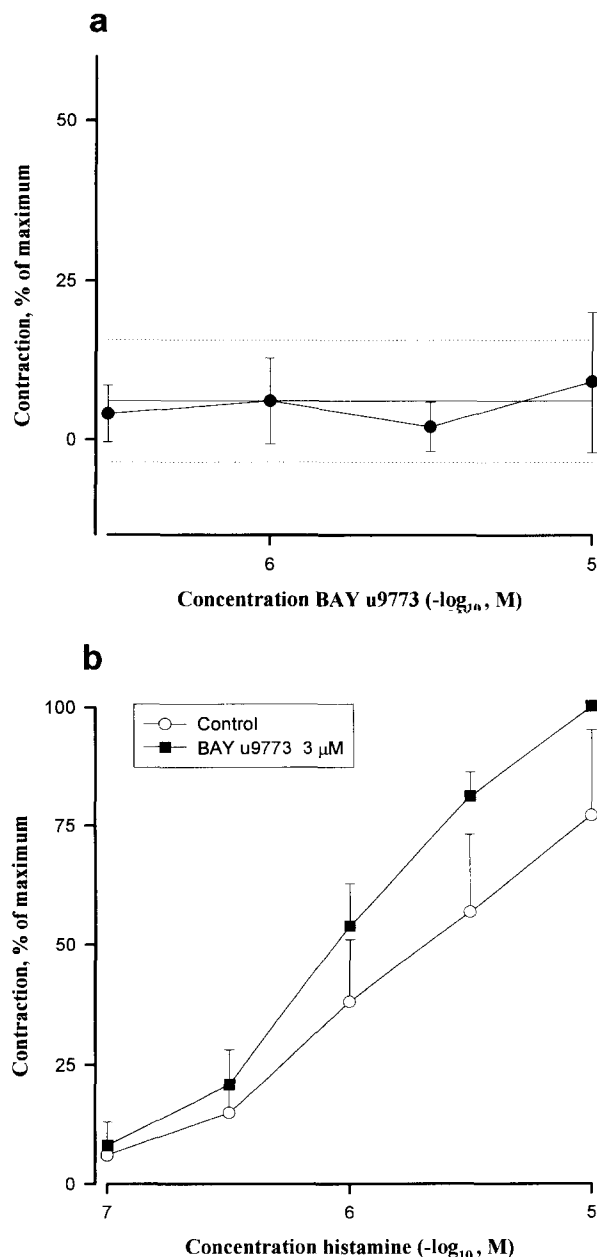 a
50
25
0
Contraction, % of maximum
6
5
Concentration BAY u9773 (-log10, M)
b
100
75
50
25
0
Contraction, % of maximum
Control
BAY u9773 3 μM
7
6
5
Concentration histamine (-log10, M)